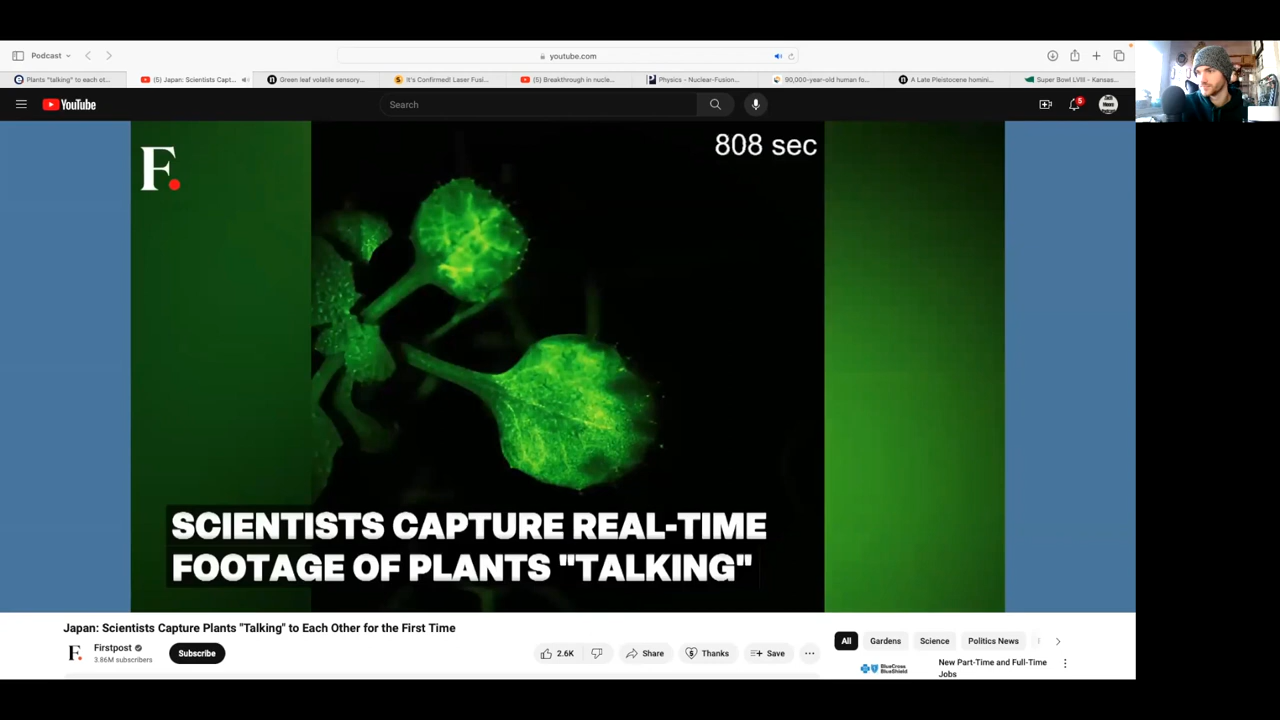 Podcast
youtube.com
Plants "talking" to each ot...
(5) Japan: Scientists Capt...
Green leaf volatile sensory...
It's Confirmed! Laser Fusi...
(5) Breakthrough in nucle...
Physics - Nuclear-Fusion...
90,000-year-old human fo...
A Late Pleistocene homini...
Super Bowl LVIII - Kansas...
YouTube
Search
5
F.
808 sec
SCIENTISTS CAPTURE REAL-TIME
FOOTAGE OF PLANTS "TALKING"
Japan: Scientists Capture Plants "Talking" to Each Other for the First Time
Firstpost
3.86M subscribers
Subscribe
2.6K
Share
Thanks
Save
All
Gardens
Science
Politics News
BlueCross
BlueShield
New Part-Time and Full-Time
Jobs